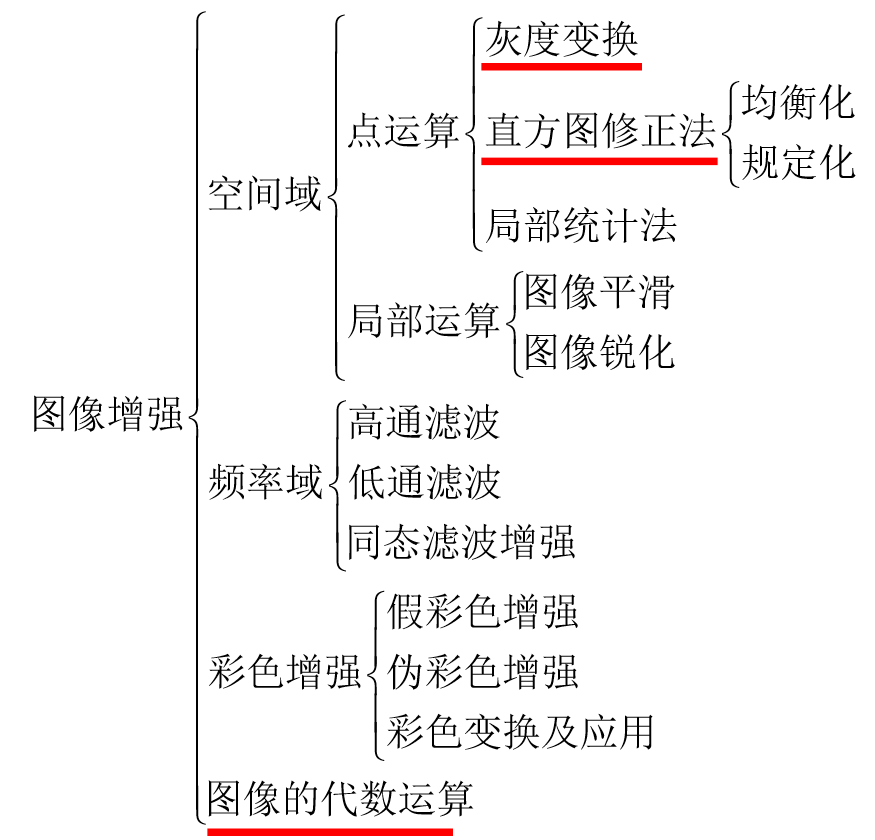 灰度变换
均衡化
点运算
直方图修正法
规定化
空间域
局部统计法
图像平滑
局部运算
图像锐化
图像增强
高通滤波
频率域
低通滤波
同态滤波增强
假彩色增强
彩色增强
伪彩色增强
彩色变换及应用
图像的代数运算